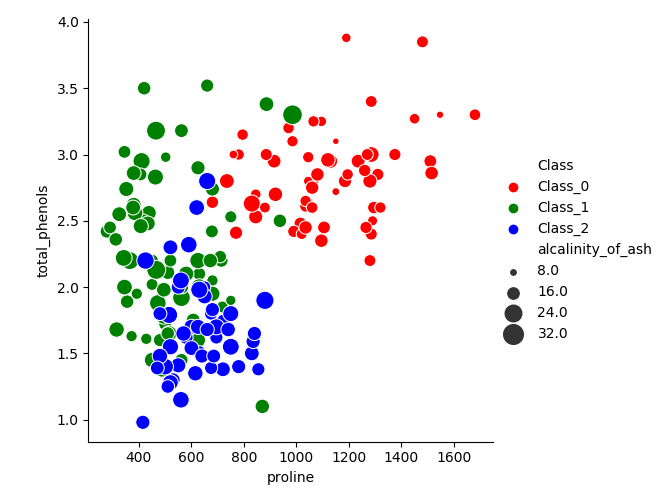 4.0
3.5
3.0
2.5
2.0
1.5
1.0
total_phenols
400 600 800 1000 1200 1400 1600
proline
Class
Class_0
Class_1
Class_2
alcalinity_of_ash
8.0
16.0
24.0
32.0